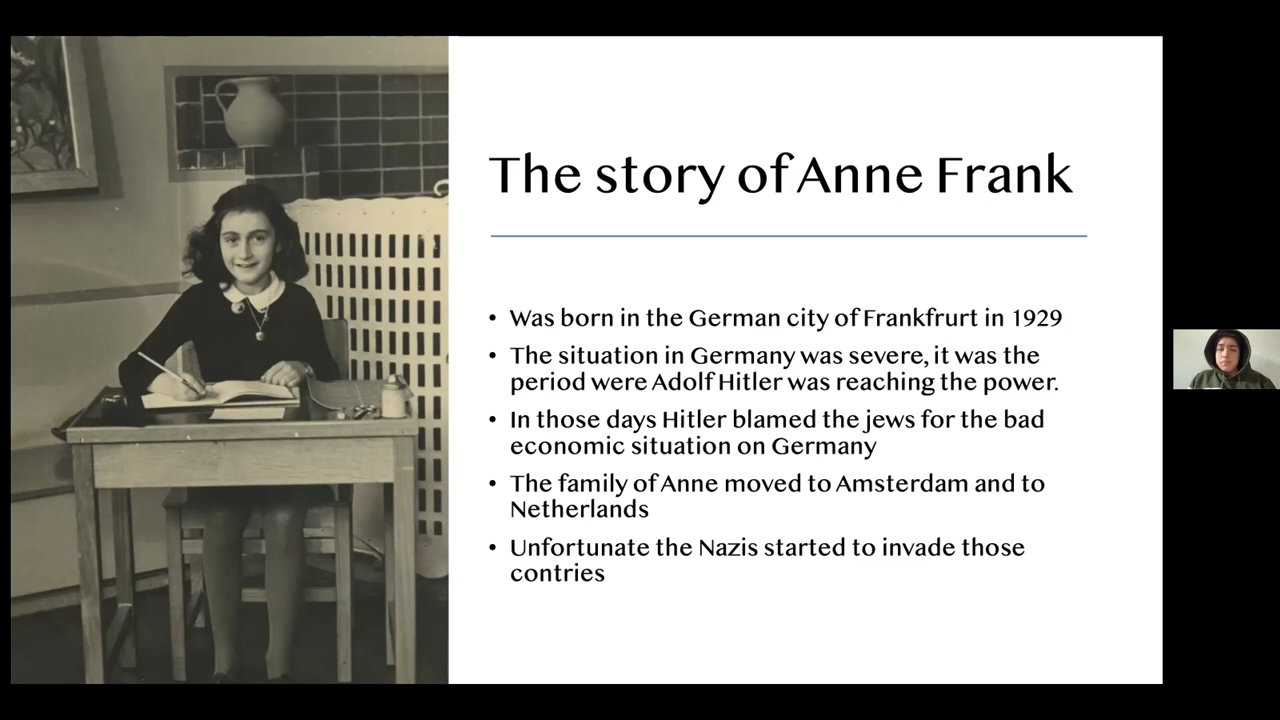 The story of Anne Frank
• Was born in the German city of Frankfrurt in 1929
• The situation in Germany was severe, it was the
period were Adolf Hitler was reaching the power.
• In those days Hitler blamed the jews for the bad
economic situation on Germany
• The family of Anne moved to Amsterdam and to
Netherlands
• Unfortunate the Nazis started to invade those
contries